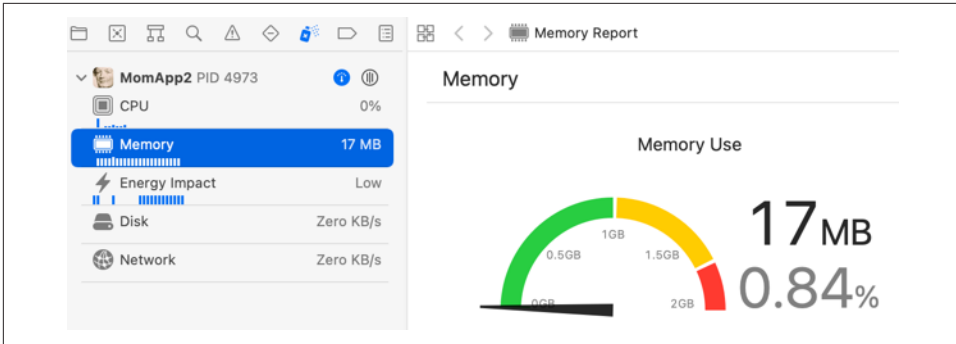 Memory Report
MomApp2 PID 4973
CPU 0%
Memory 17 MB
Energy Impact Low
Disk Zero KB/s
Network Zero KB/s
Memory
Memory Use
0GB
0.5GB
1GB
1.5GB
2GB
17MB
0.84%